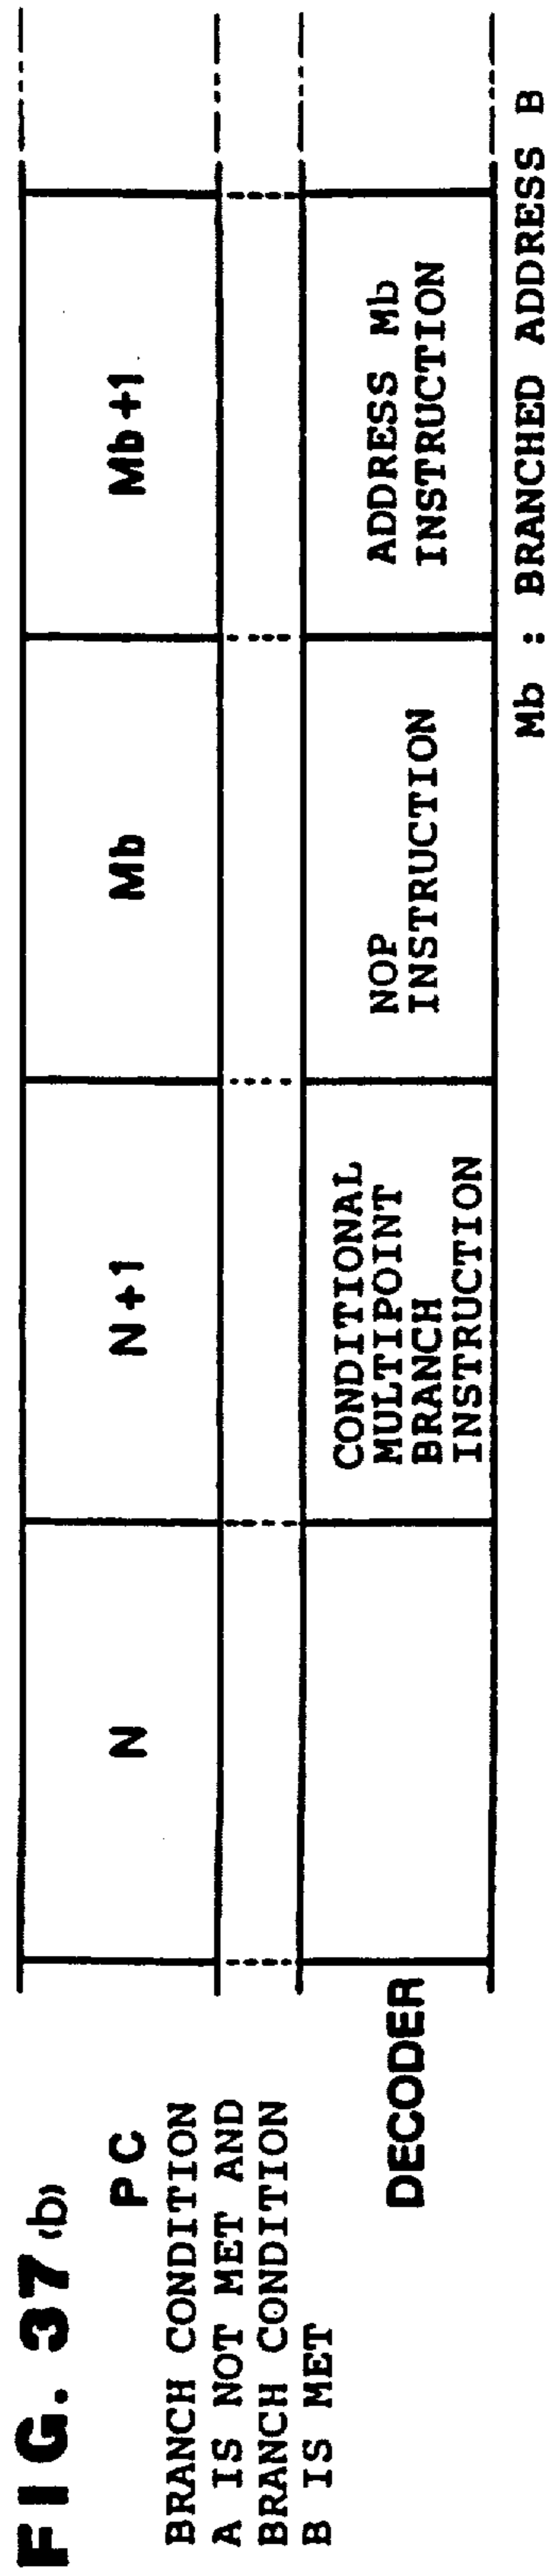 FIG. 37 (b)
PC
BRANCH CONDITION
A IS NOT MET AND
BRANCH CONDITION
B IS MET
N
N+1
Mb
Mb+1
DECODER
CONDITIONAL
MULTIPOINT
BRANCH
INSTRUCTION
NOP
INSTRUCTION
ADDRESS Mb
INSTRUCTION
Mb : BRANCHED ADDRESS B